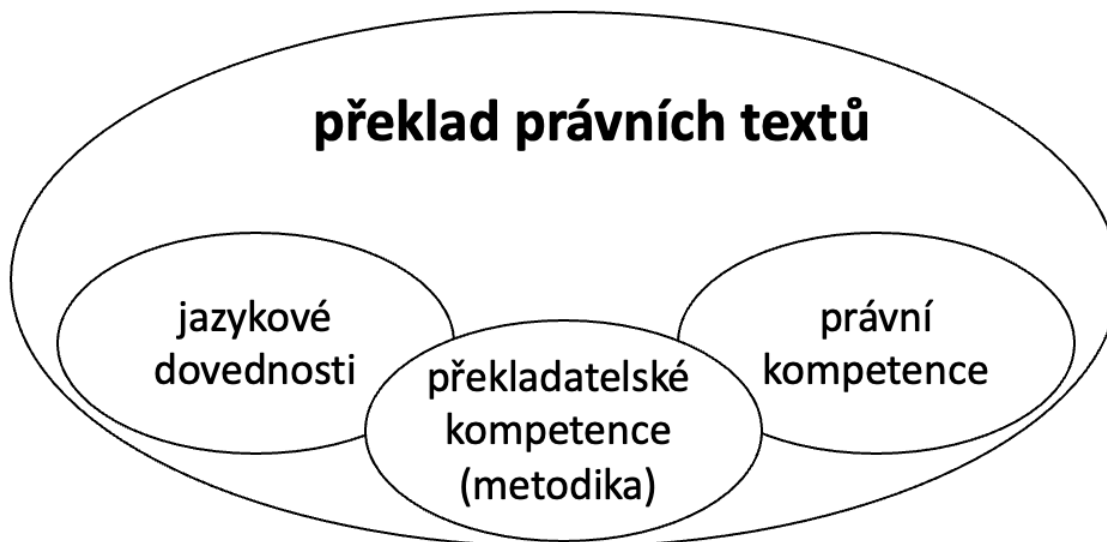 překlad právních textů
jazykové
dovednosti
překladatelské
kompetence
(metodika)
právní
kompetence